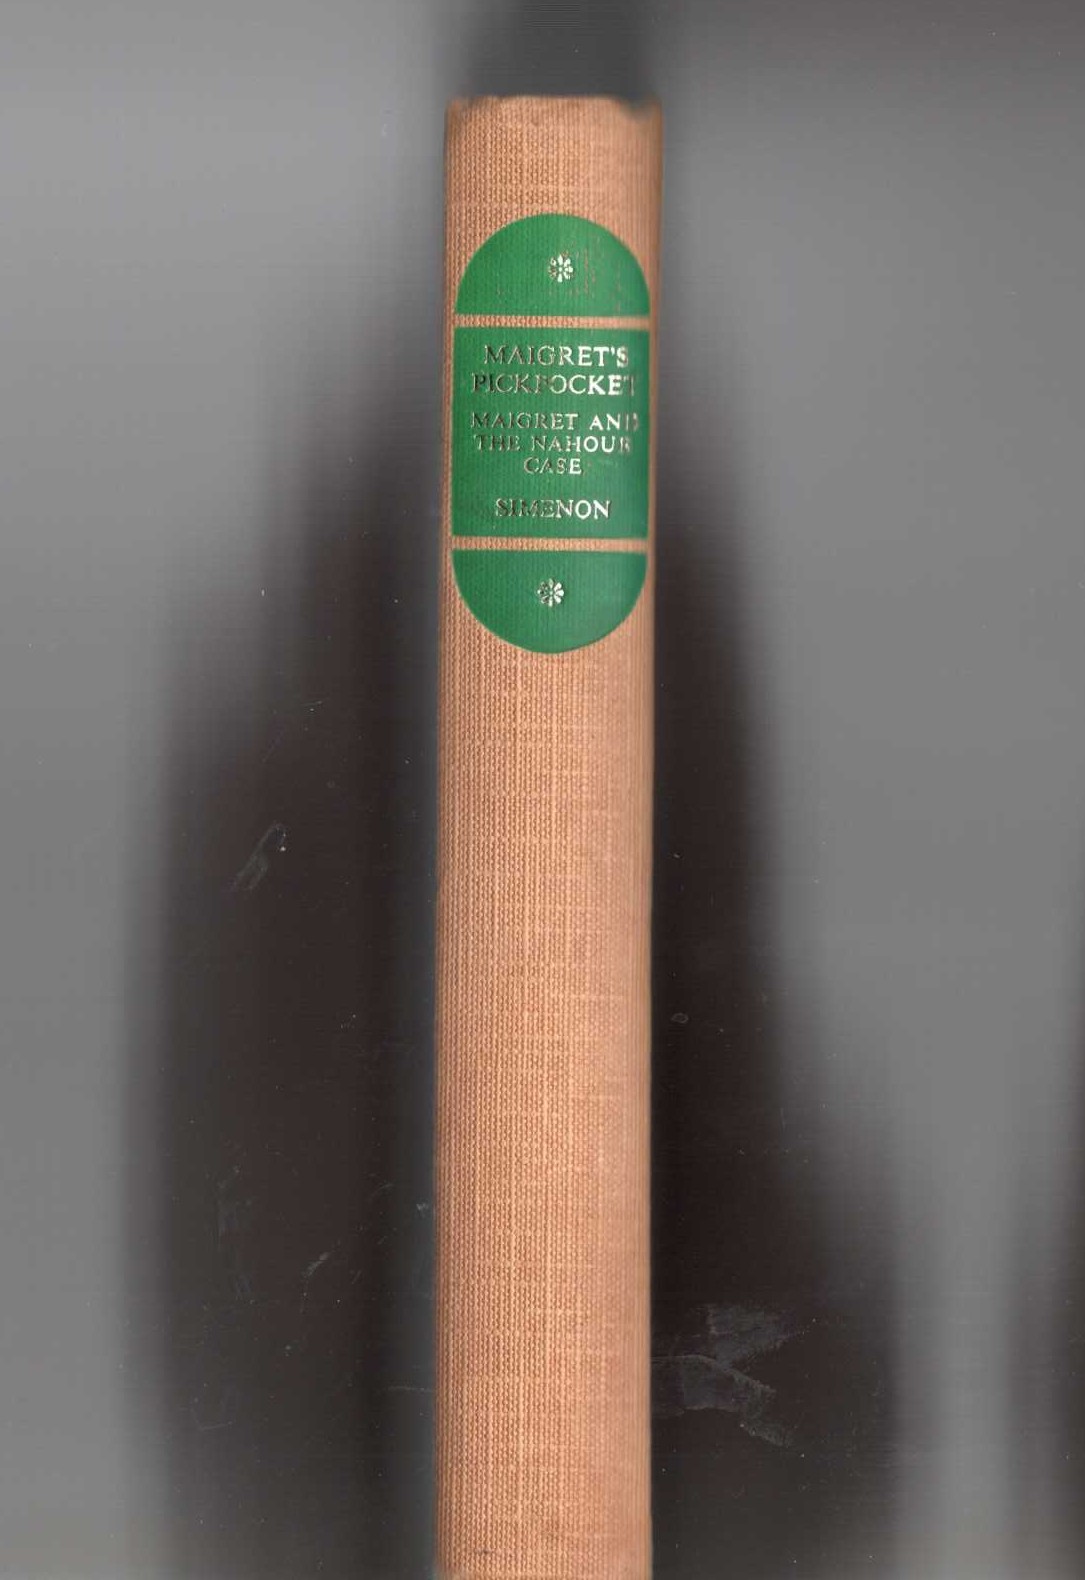 MAIGRET'S
PICKPOCKET
MAIGRET AND
THE NAHOUR
CASE
SIMENON